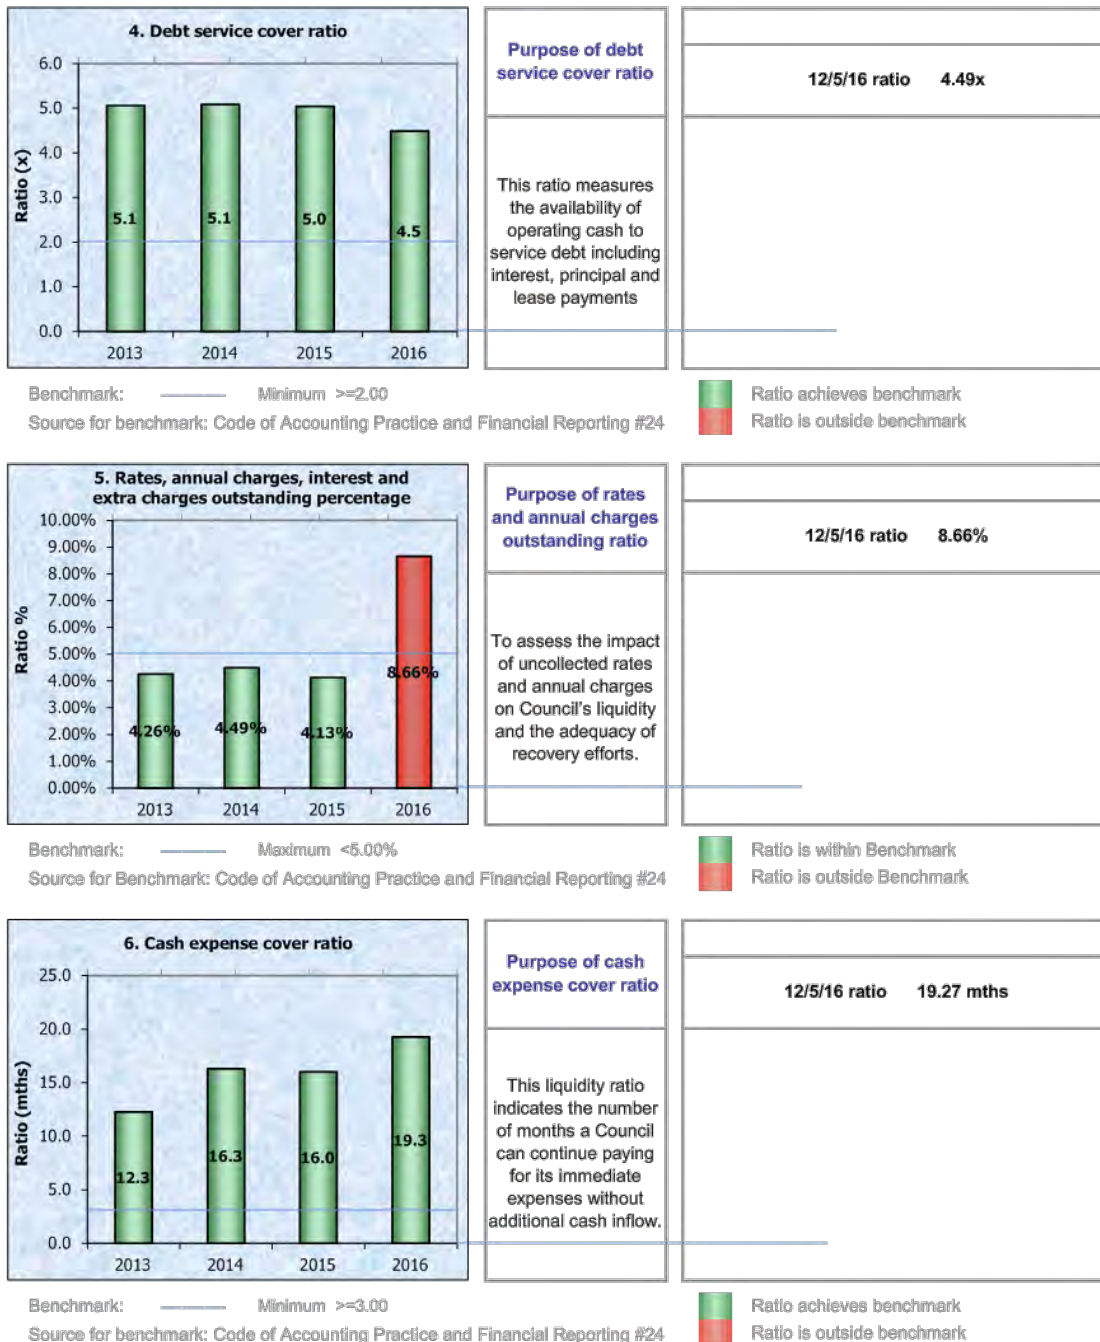 4. Debt service cover ratio
6.0
5.0
4.0
3.0
2.0
1.0
0.0
Ratio (x)
5.1
5.1
5.0
4.5
2013
2014
2015
2016
Purpose of debt
service cover ratio
This ratio measures
the availability of
operating cash to
service debt including
interest, principal and
lease payments
12/5/16 ratio 4.49x
Benchmark: Minimum >=2.00
Source for benchmark: Code of Accounting Practice and Financial Reporting #24
Ratio achieves benchmark
Ratio is outside benchmark
5. Rates, annual charges, interest and
extra charges outstanding percentage
10.00%
9.00%
8.00%
7.00%
6.00%
5.00%
4.00%
3.00%
2.00%
1.00%
0.00%
Ratio %
4.26%
4.49%
4.13%
8.66%
2013
2014
2015
2016
Purpose of rates
and annual charges
outstanding ratio
To assess the impact
of uncollected rates
and annual charges
on Council's liquidity
and the adequacy of
recovery efforts.
12/5/16 ratio 8.66%
Benchmark: Maximum <5.00%
Source for Benchmark: Code of Accounting Practice and Financial Reporting #24
Ratio is within Benchmark
Ratio is outside Benchmark
6. Cash expense cover ratio
25.0
20.0
15.0
10.0
5.0
0.0
Ratio (mths)
12.3
16.3
16.0
19.3
2013
2014
2015
2016
Purpose of cash
expense cover ratio
This liquidity ratio
indicates the number
of months a Council
can continue paying
for its immediate
expenses without
additional cash inflow.
12/5/16 ratio 19.27 mths
Benchmark: Minimum >=3.00
Source for benchmark: Code of Accounting Practice and Financial Reporting #24
Ratio achieves benchmark
Ratio is outside benchmark